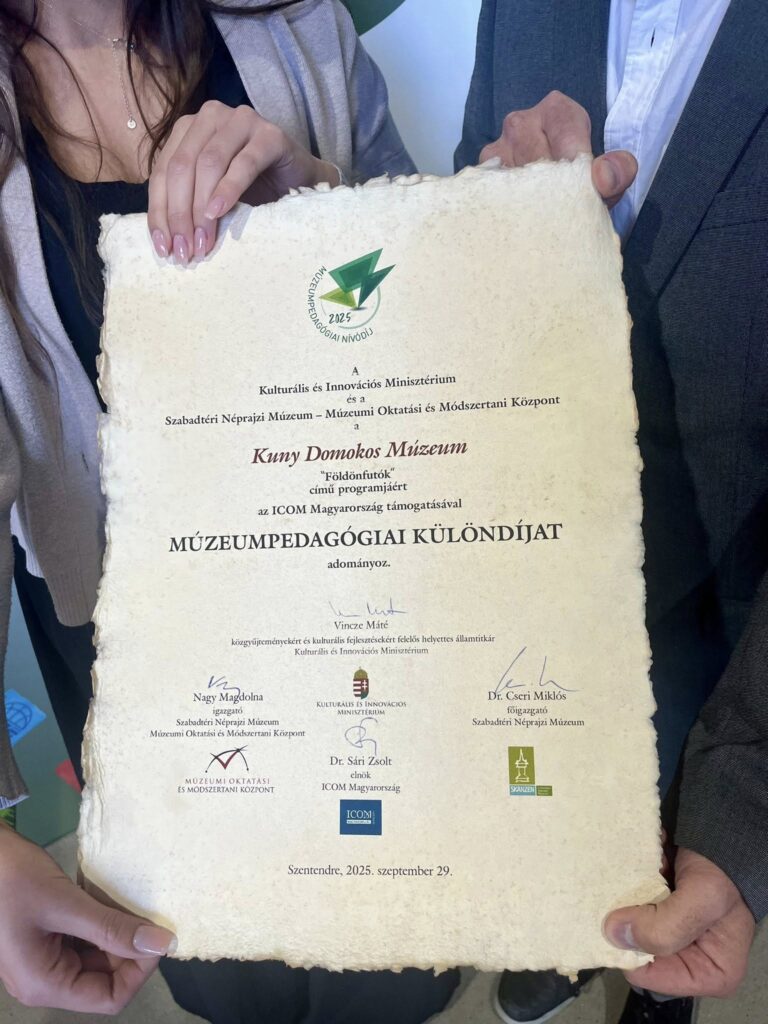 MÚZEUMPEDAGÓGIAI NÍVÓDÍJ
2025
A
Kulturális és Innovációs Minisztérium
és a
Szabadtéri Néprajzi Múzeum – Múzeumi Oktatási és Módszertani Központ
a
Kuny Domokos Múzeum
"Földönfutók"
című programjáért
az ICOM Magyarország támogatásával
MÚZEUMPEDAGÓGIAI KÜLÖNDÍJAT
adományoz.
Vincze Máté
közgyűjteményekért és kulturális fejlesztésekért felelős helyettes államtitkár
Kulturális és Innovációs Minisztérium
Nagy Magdolna
igazgató
Szabadtéri Néprajzi Múzeum
Múzeumi Oktatási és Módszertani Központ
MÚZEUMI OKTATÁSI
ÉS MÓDSZERTANI KÖZPONT
KULTURÁLIS ÉS INNOVÁCIÓS
MINISZTÉRIUM
Dr. Sári Zsolt
elnök
ICOM Magyarország
ICOM
Dr. Cseri Miklós
főigazgató
Szabadtéri Néprajzi Múzeum
SKANZEN
Szentendre, 2025. szeptember 29.